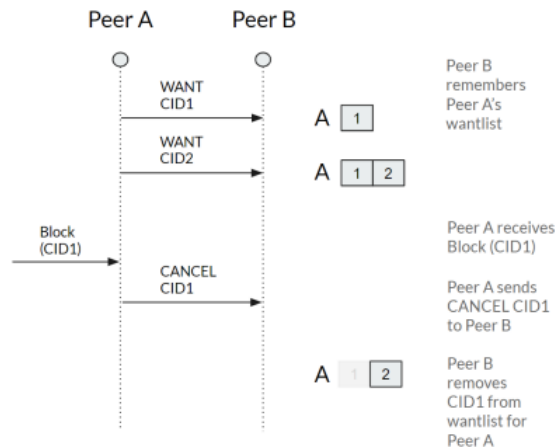 Peer A
Peer B
WANT
CID1
A 1
Peer B
remembers
Peer A's
wantlist
WANT
CID2
A 1 2
Block
(CID1)
Peer A receives
Block (CID1)
CANCEL
CID1
Peer A sends
CANCEL CID1
to Peer B
A 1 2
Peer B
removes
CID1 from
wantlist for
Peer A